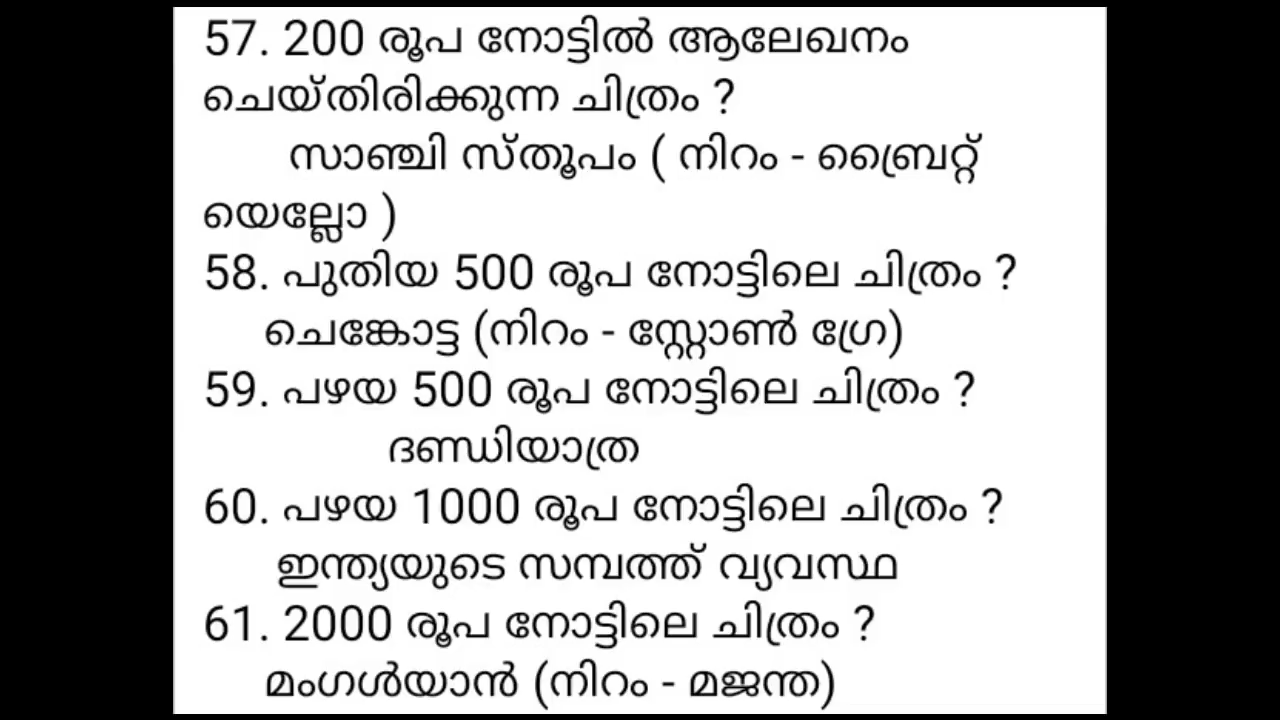 57. 200 രൂപ നോട്ടിൽ ആലേഖനം
ചെയ്തിരിക്കുന്ന ചിത്രം ?
സാഞ്ചി സ്തൂപം ( നിറം - ബ്രൈറ്റ്
യെല്ലോ )
58. പുതിയ 500 രൂപ നോട്ടിലെ ചിത്രം ?
ചെങ്കോട്ട (നിറം - സ്റ്റോൺ ഗ്രേ)
59. പഴയ 500 രൂപ നോട്ടിലെ ചിത്രം ?
ദണ്ഡിയാത്ര
60. പഴയ 1000 രൂപ നോട്ടിലെ ചിത്രം ?
ഇന്ത്യയുടെ സമ്പത്ത് വ്യവസ്ഥ
61. 2000 രൂപ നോട്ടിലെ ചിത്രം ?
മംഗൾയാൻ (നിറം - മജന്ത)